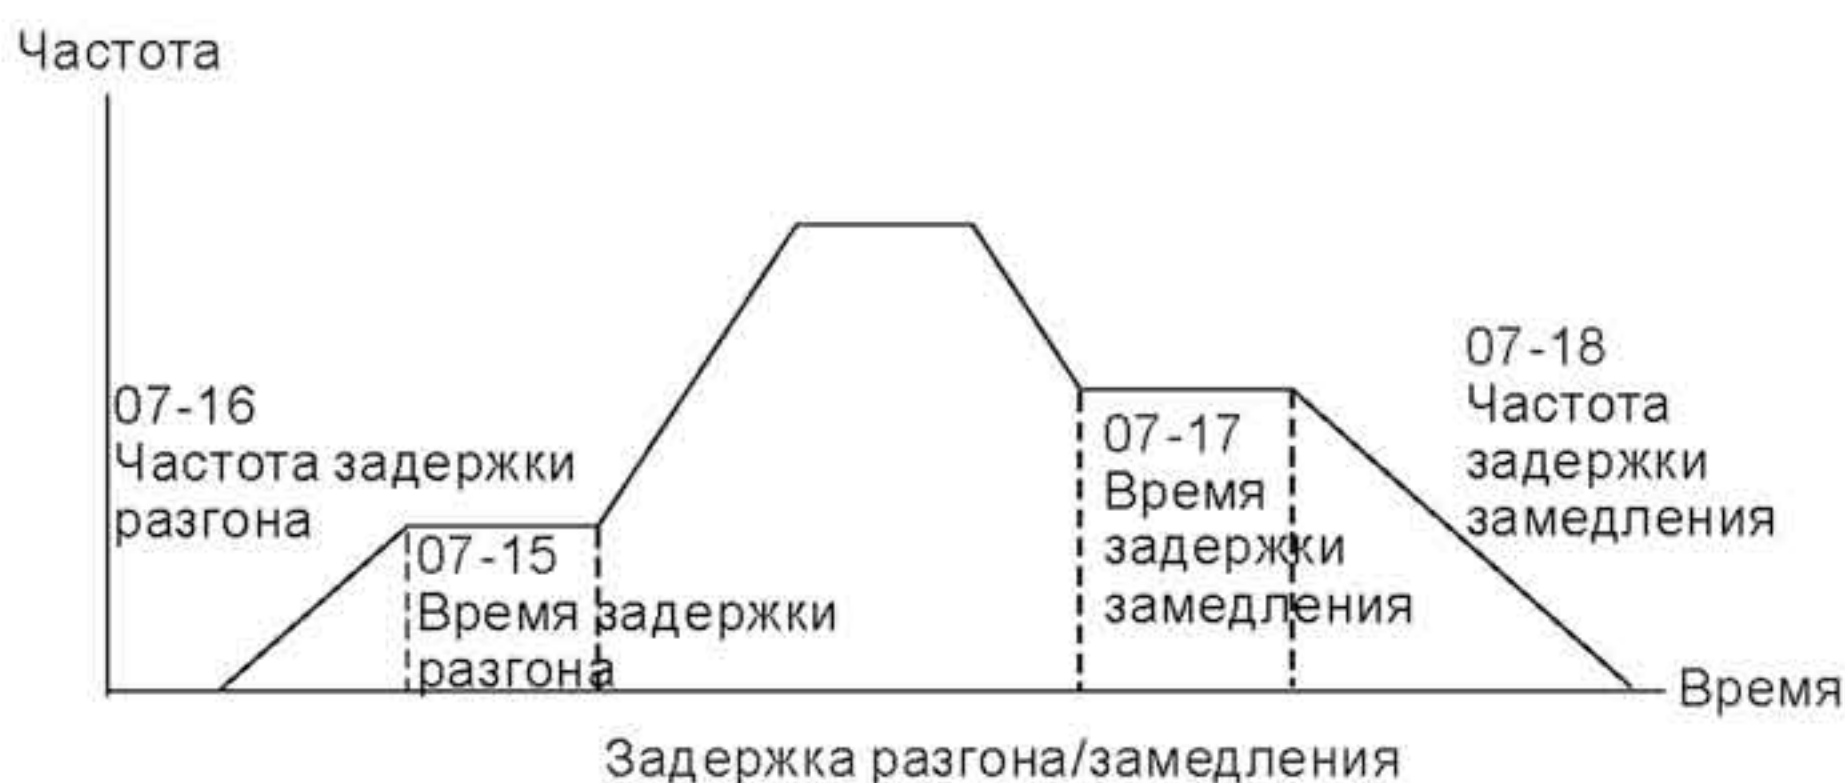 Частота
07-16
Частота задержки
разгона
07-15
Время задержки
разгона
07-17
Время
задержки
замедления
07-18
Частота
задержки
замедления
Время
Задержка разгона/замедления